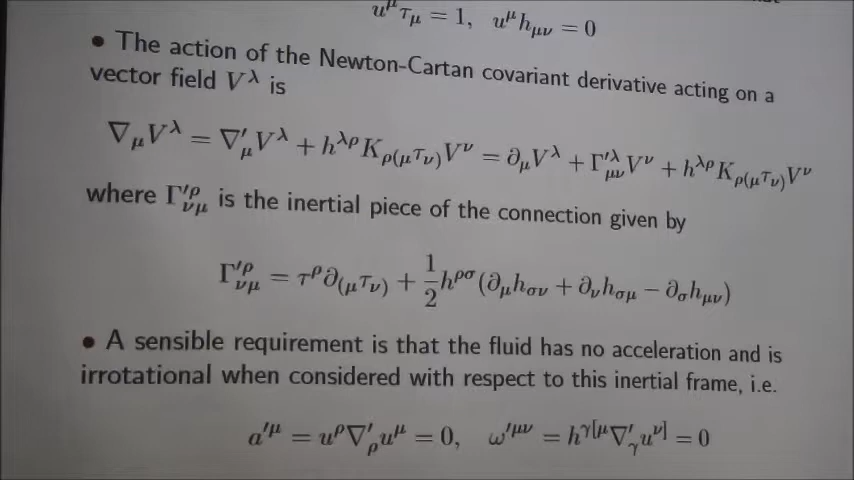 u^μ τ_μ = 1, u^μ h_{μν} = 0
• The action of the Newton-Cartan covariant derivative acting on a
vector field V^λ is
∇_μ V^λ = ∇'_μ V^λ + h^{λρ} K_{ρ(μ} τ_{ν)} V^ν = ∂_μ V^λ + Γ'^λ_{μν} V^ν + h^{λρ} K_{ρ(μ} τ_{ν)} V^ν
where Γ'^ρ_{νμ} is the inertial piece of the connection given by
Γ'^ρ_{νμ} = τ^ρ ∂_{(μ} τ_{ν)} + 1/2 h^{ρσ} (∂_μ h_{σν} + ∂_ν h_{σμ} − ∂_σ h_{μν})
• A sensible requirement is that the fluid has no acceleration and is
irrotational when considered with respect to this inertial frame, i.e.
a'^μ = u^ρ ∇'_ρ u^μ = 0, ω'^{μν} = h^{γ[μ} ∇'_γ u^{ν]} = 0